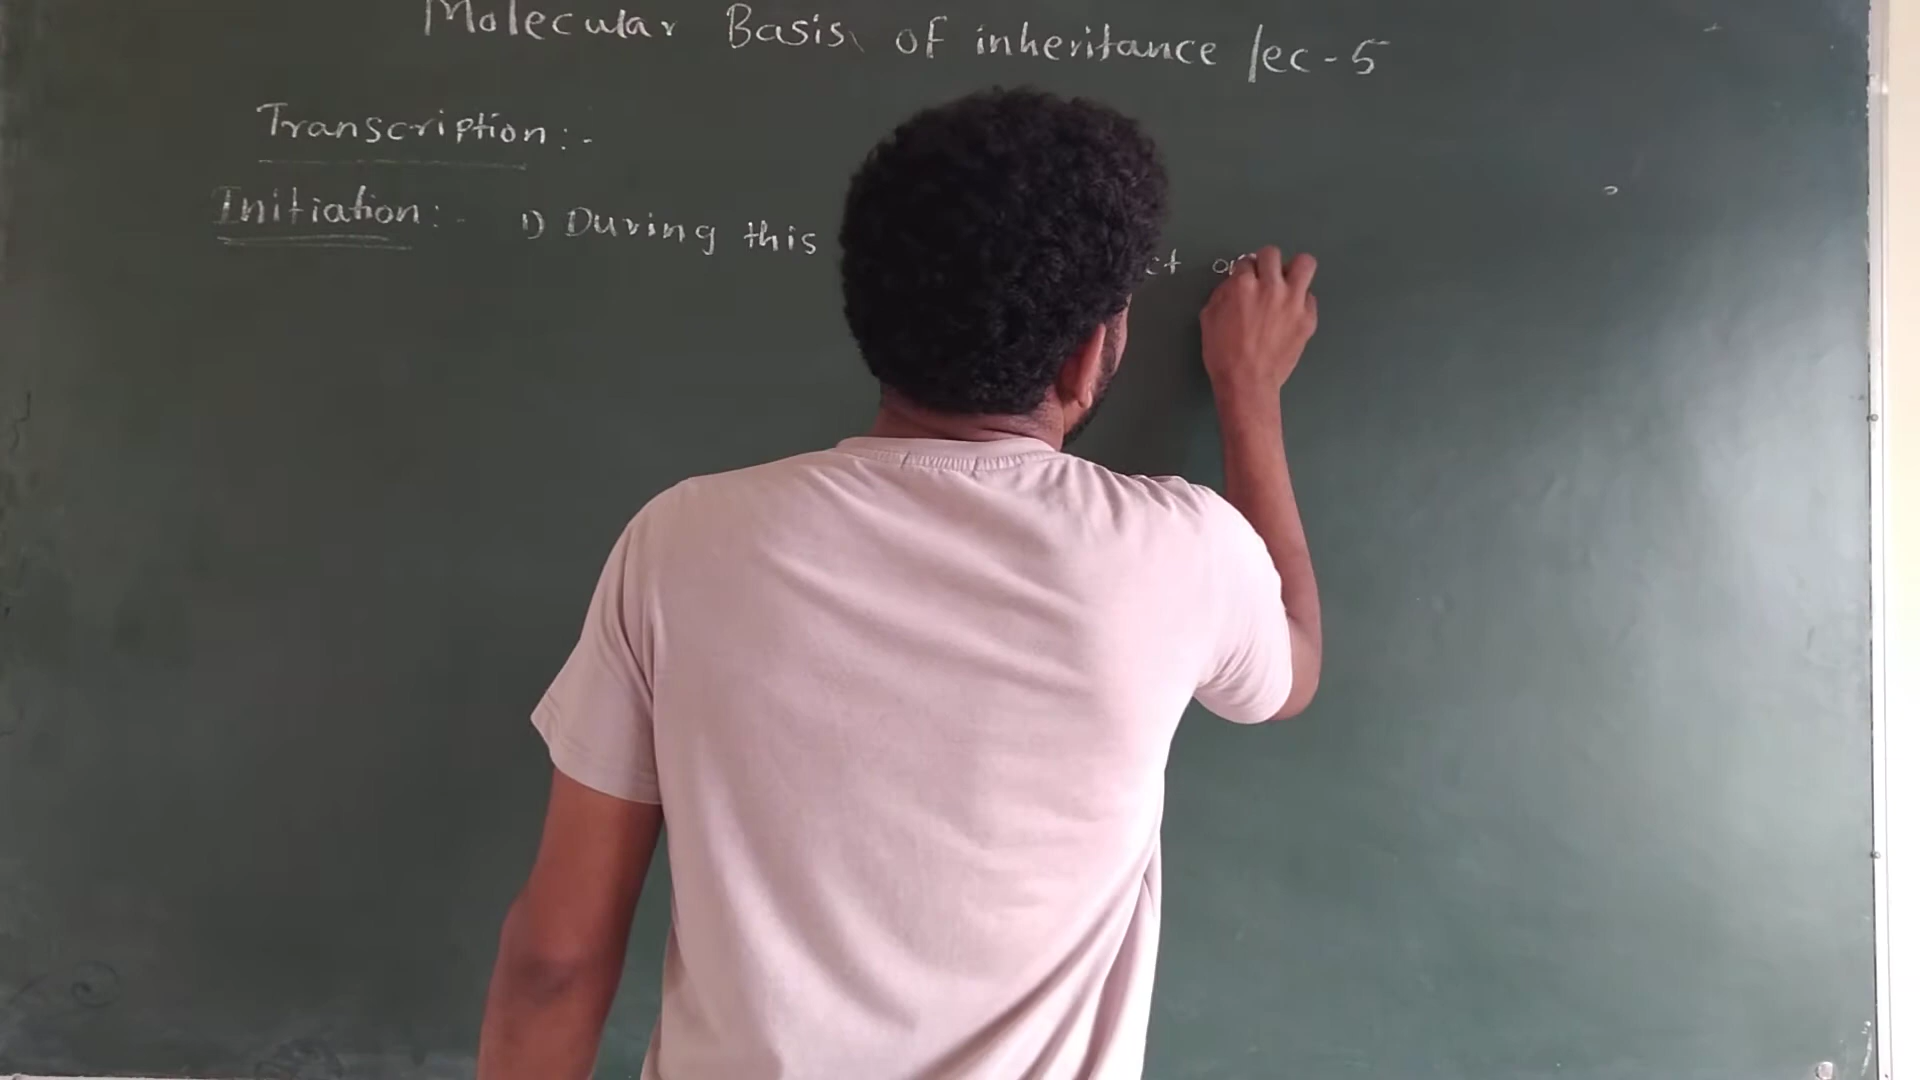 Molecular Basis of inheritance lec-5
Transcription:-
Initiation:- 1) During this